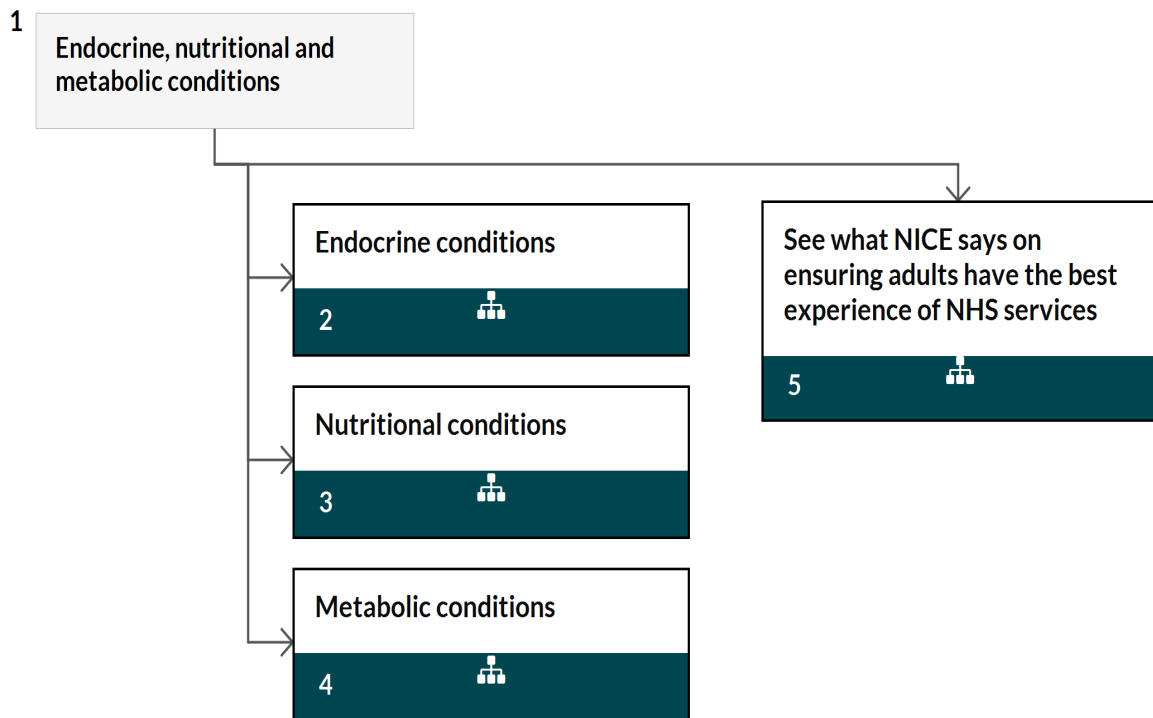 1
Endocrine, nutritional and
metabolic conditions
Endocrine conditions
2
Nutritional conditions
3
Metabolic conditions
4
See what NICE says on
ensuring adults have the best
experience of NHS services
5